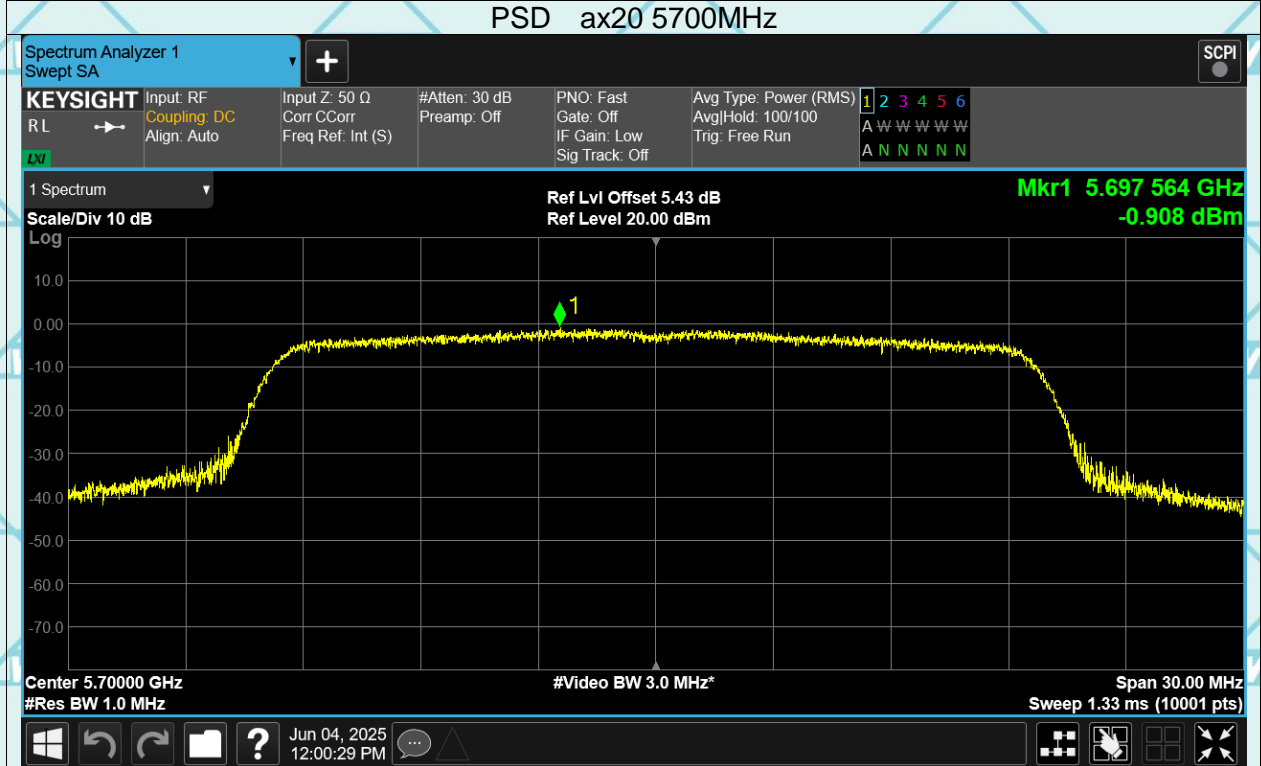 PSD ax20 5700MHz
Spectrum Analyzer 1
Swept SA
SCPI
KEYSIGHT
RL
LXI
Input: RF
Coupling: DC
Align: Auto
Input Z: 50 Ω
Corr CCorr
Freq Ref: Int (S)
#Atten: 30 dB
Preamp: Off
PNO: Fast
Gate: Off
IF Gain: Low
Sig Track: Off
Avg Type: Power (RMS)
Avg|Hold: 100/100
Trig: Free Run
1 2 3 4 5 6
A W W W W W
A N N N N N
1 Spectrum
Scale/Div 10 dB
Ref Lvl Offset 5.43 dB
Ref Level 20.00 dBm
Mkr1 5.697 564 GHz
-0.908 dBm
Log
10.0
0.00
-10.0
-20.0
-30.0
-40.0
-50.0
-60.0
-70.0
1
Center 5.70000 GHz
#Res BW 1.0 MHz
#Video BW 3.0 MHz*
Span 30.00 MHz
Sweep 1.33 ms (10001 pts)
?
Jun 04, 2025
12:00:29 PM